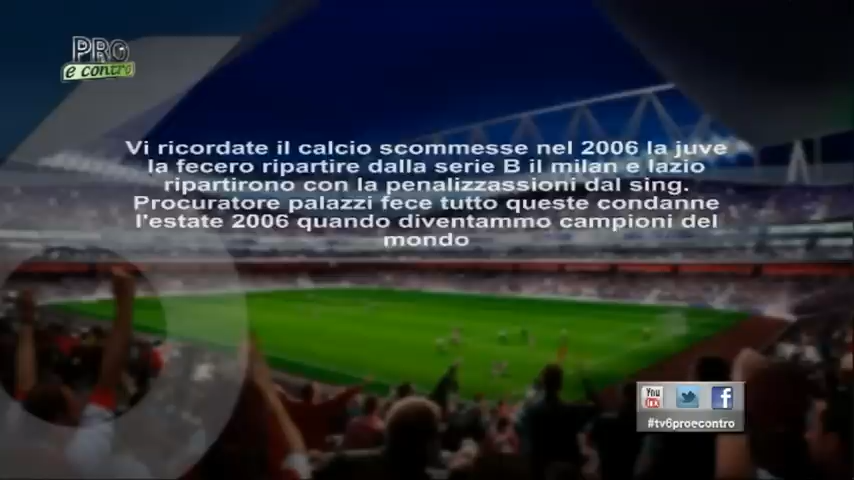 PRO
e contro
Vi ricordate il calcio scommesse nel 2006 la juve
la fecero ripartire dalla serie B il milan e lazio
ripartirono con la penalizzassioni dal sing.
Procuratore palazzi fece tutto queste condanne
l'estate 2006 quando diventammo campioni del
mondo
You
#tv6proecontro